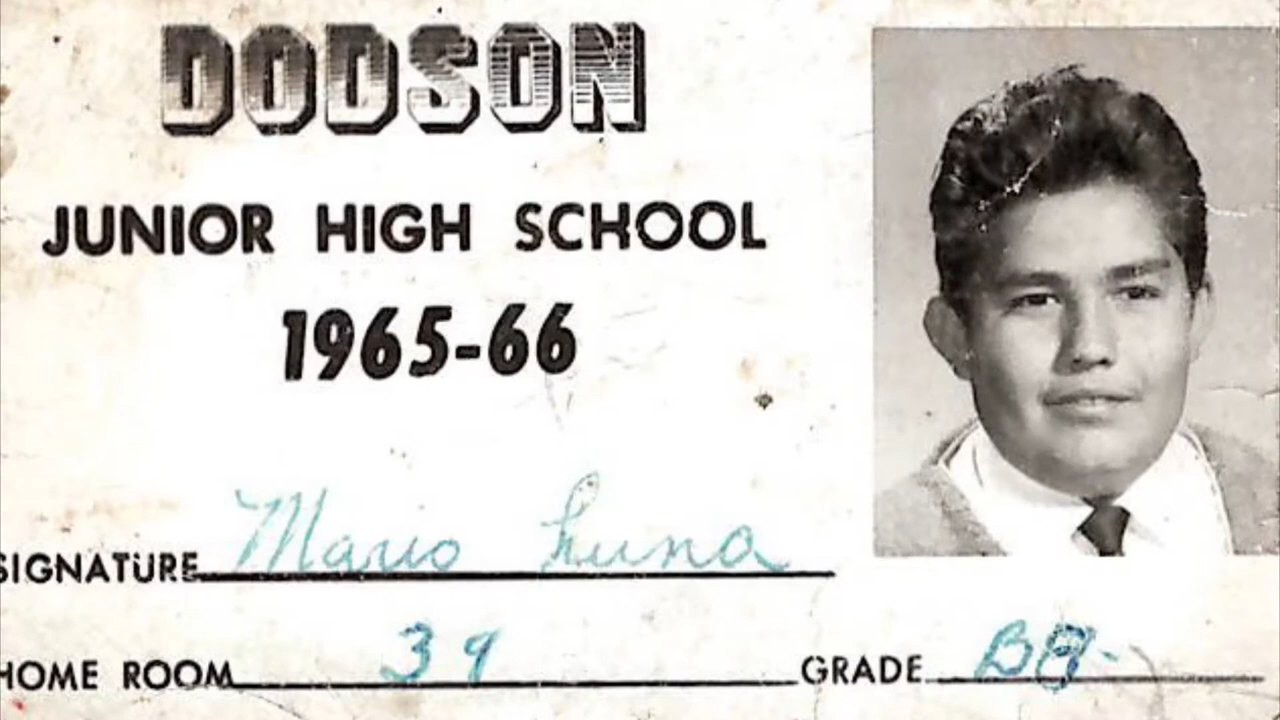 DODSON
JUNIOR HIGH SCHOOL
1965-66
SIGNATURE Mario Luna
HOME ROOM 39
GRADE